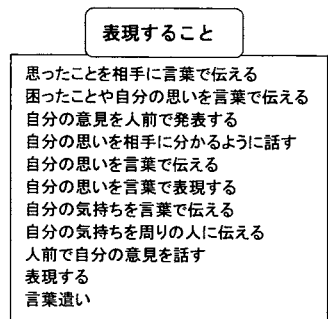 表現すること
思ったことを相手に言葉で伝える
困ったことや自分の思いを言葉で伝える
自分の意見を人前で発表する
自分の思いを相手に分かるように話す
自分の思いを言葉で伝える
自分の思いを言葉で表現する
自分の気持ちを言葉で伝える
自分の気持ちを周りの人に伝える
人前で自分の意見を話す
表現する
言葉遣い